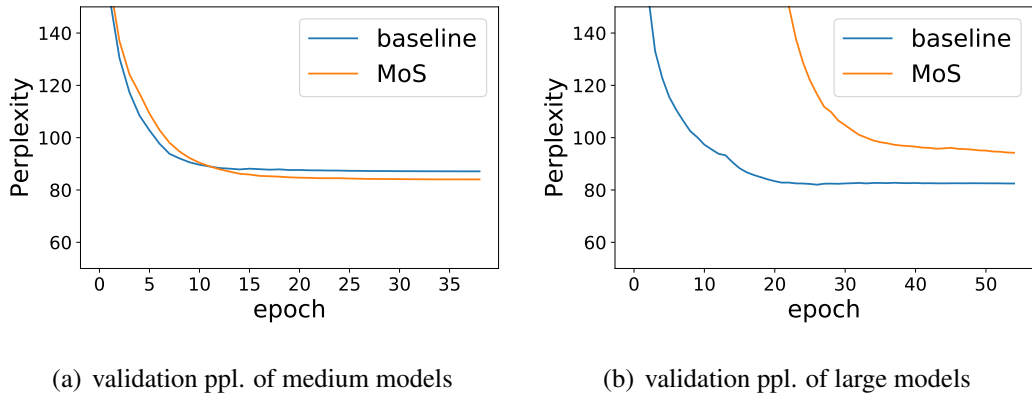 140
120
100
80
60
Perplexity
0 5 10 15 20 25 30 35
epoch
baseline
MoS
(a) validation ppl. of medium models
140
120
100
80
60
Perplexity
0 10 20 30 40 50
epoch
baseline
MoS
(b) validation ppl. of large models